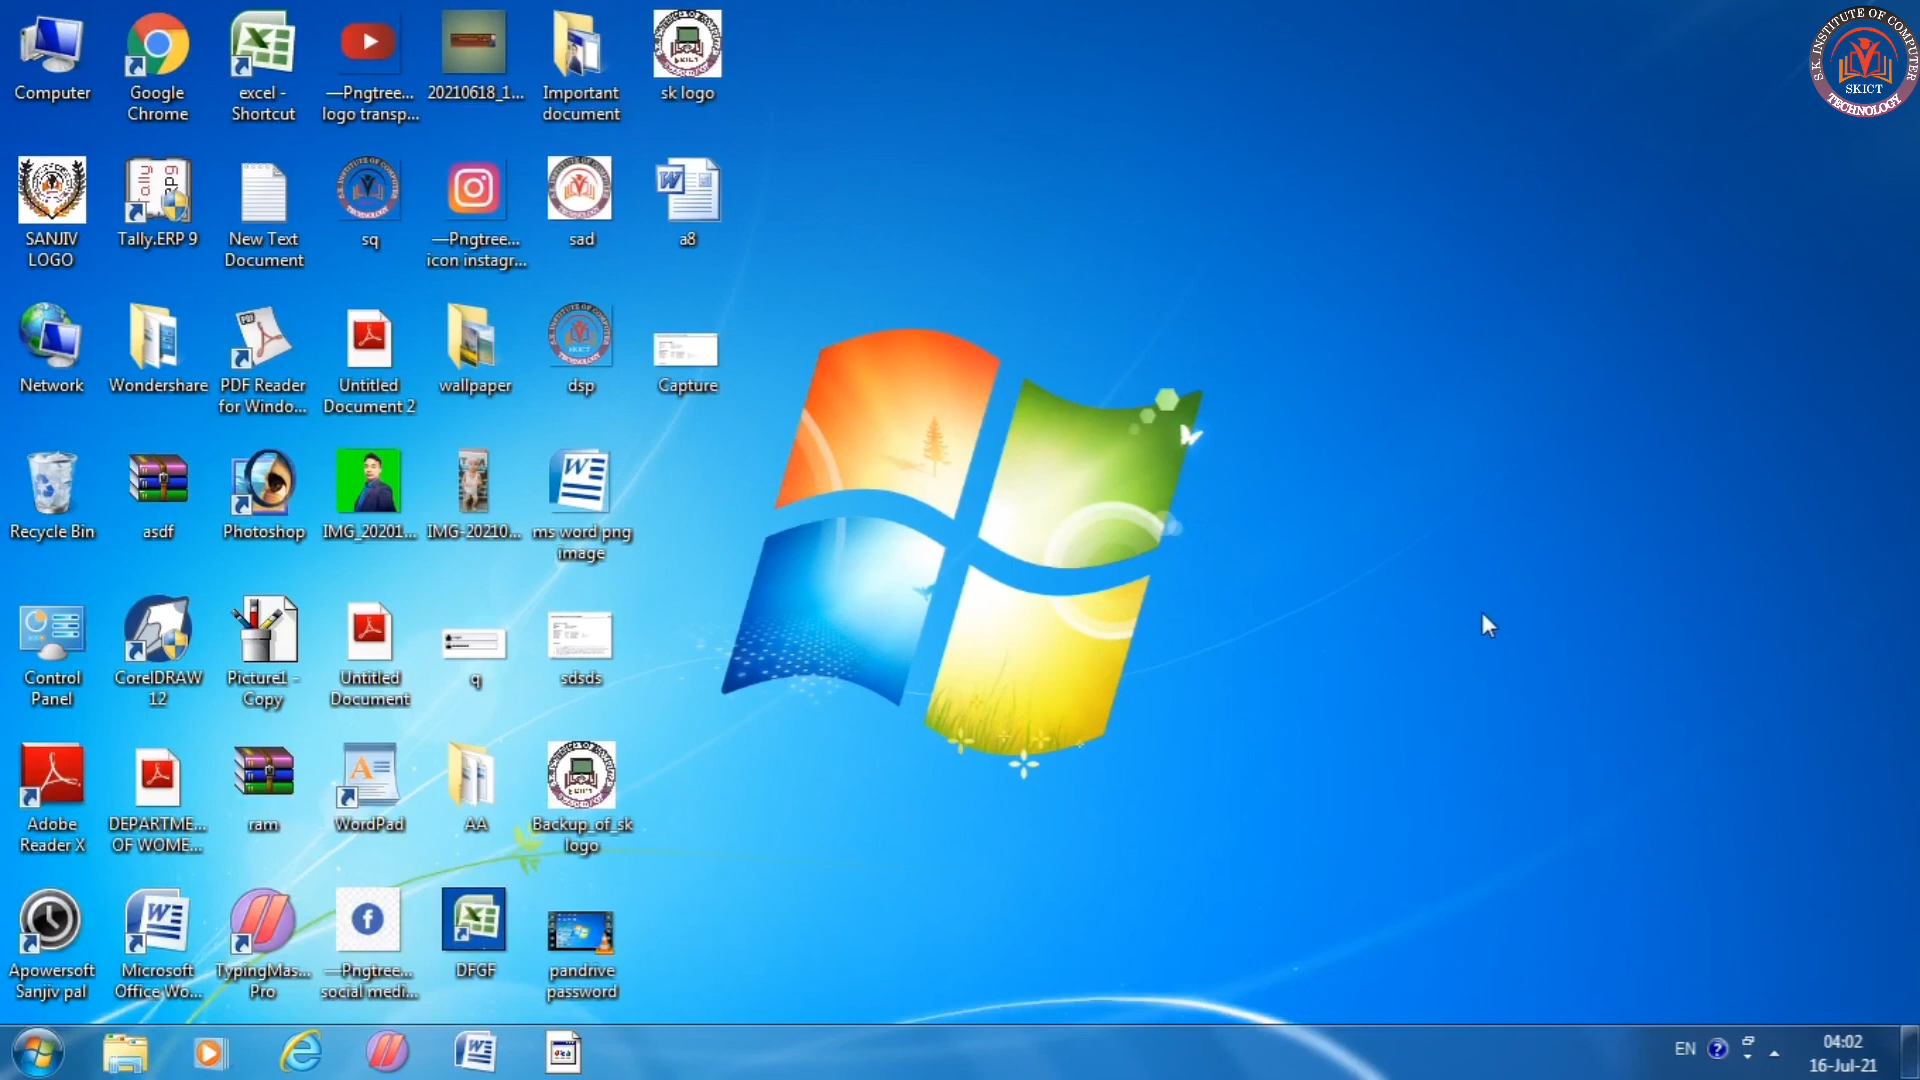 Computer
Google
Chrome
excel -
Shortcut
—Pngtree...
logo transp...
20210618_1...
Important
document
sk logo
S.K. INSTITUTE OF COMPUTER
SKICT
TECHNOLOGY
SANJIV
LOGO
Tally.ERP 9
New Text
Document
sq
—Pngtree...
icon instagr...
sad
a8
Network
Wondershare
PDF Reader
for Windo...
Untitled
Document 2
wallpaper
dsp
Capture
Recycle Bin
asdf
Photoshop
IMG_20201...
IMG-20210...
ms word png
image
Control
Panel
CorelDRAW
12
Picture1 -
Copy
Untitled
Document
q
sdsds
Adobe
Reader X
DEPARTME...
OF WOME...
ram
WordPad
AA
Backup_of_sk
logo
Apowersoft
Sanjiv pal
Microsoft
Office Wo...
TypingMas...
Pro
—Pngtree...
social medi...
DFGF
pandrive
password
EN
04:02
16-Jul-21